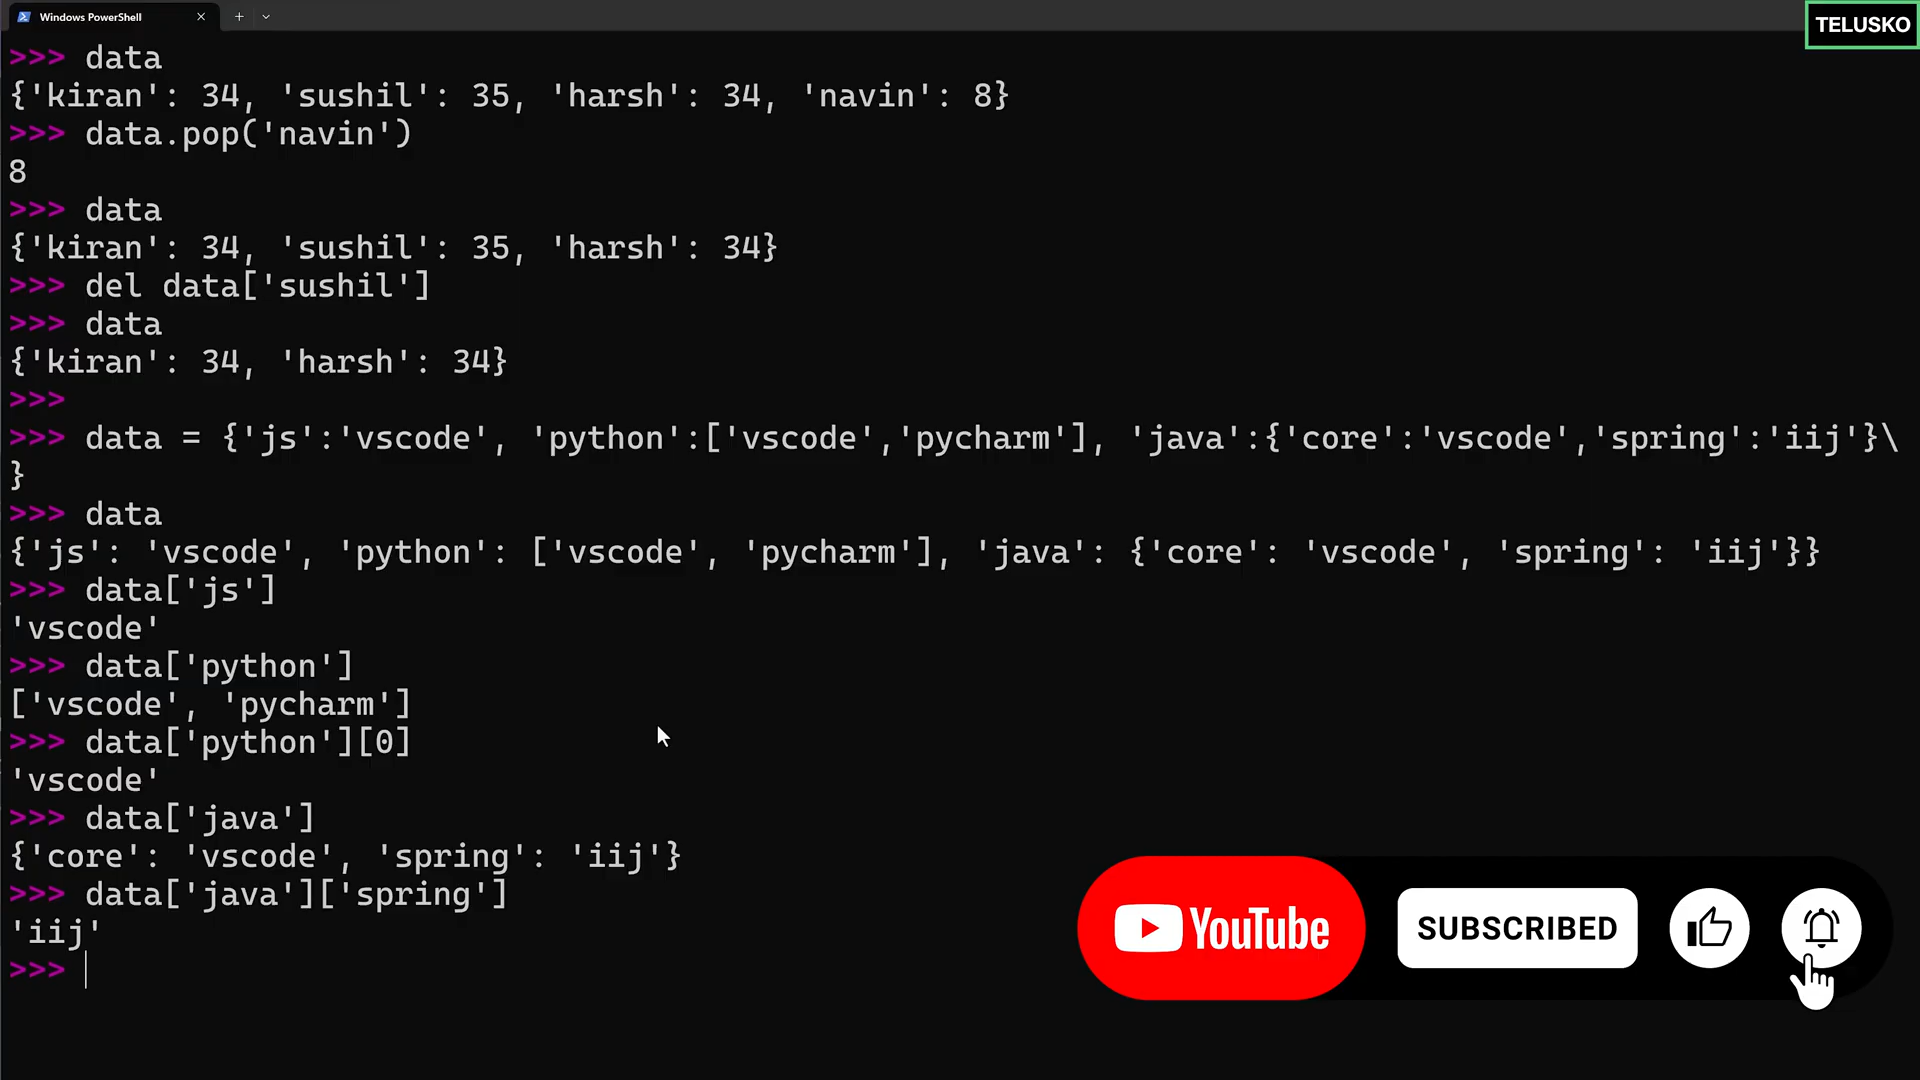 Windows PowerShell
TELUSKO
>>> data
{'kiran': 34, 'sushil': 35, 'harsh': 34, 'navin': 8}
>>> data.pop('navin')
8
>>> data
{'kiran': 34, 'sushil': 35, 'harsh': 34}
>>> del data['sushil']
>>> data
{'kiran': 34, 'harsh': 34}
>>>
>>> data = {'js':'vscode', 'python':['vscode','pycharm'], 'java':{'core':'vscode','spring':'iij'}\
}
>>> data
{'js': 'vscode', 'python': ['vscode', 'pycharm'], 'java': {'core': 'vscode', 'spring': 'iij'}}
>>> data['js']
'vscode'
>>> data['python']
['vscode', 'pycharm']
>>> data['python'][0]
'vscode'
>>> data['java']
{'core': 'vscode', 'spring': 'iij'}
>>> data['java']['spring']
'iij'
>>>
YouTube
SUBSCRIBED